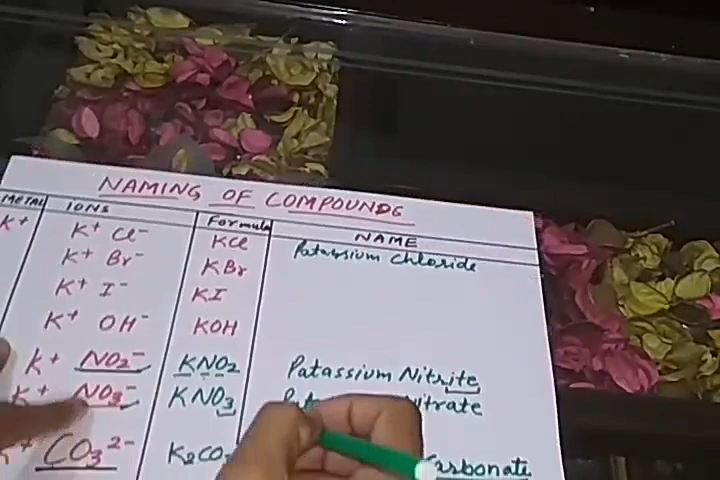 NAMING OF COMPOUNDS
METAL IONS Formula NAME
K+ K+ Cl- KCl Patassium Chloride
K+ Br- KBr
K+ I- KI
K+ OH- KOH
K+ NO2- KNO2 Patassium Nitrite
K+ NO3- KNO3
K+ CO3 2- K2CO